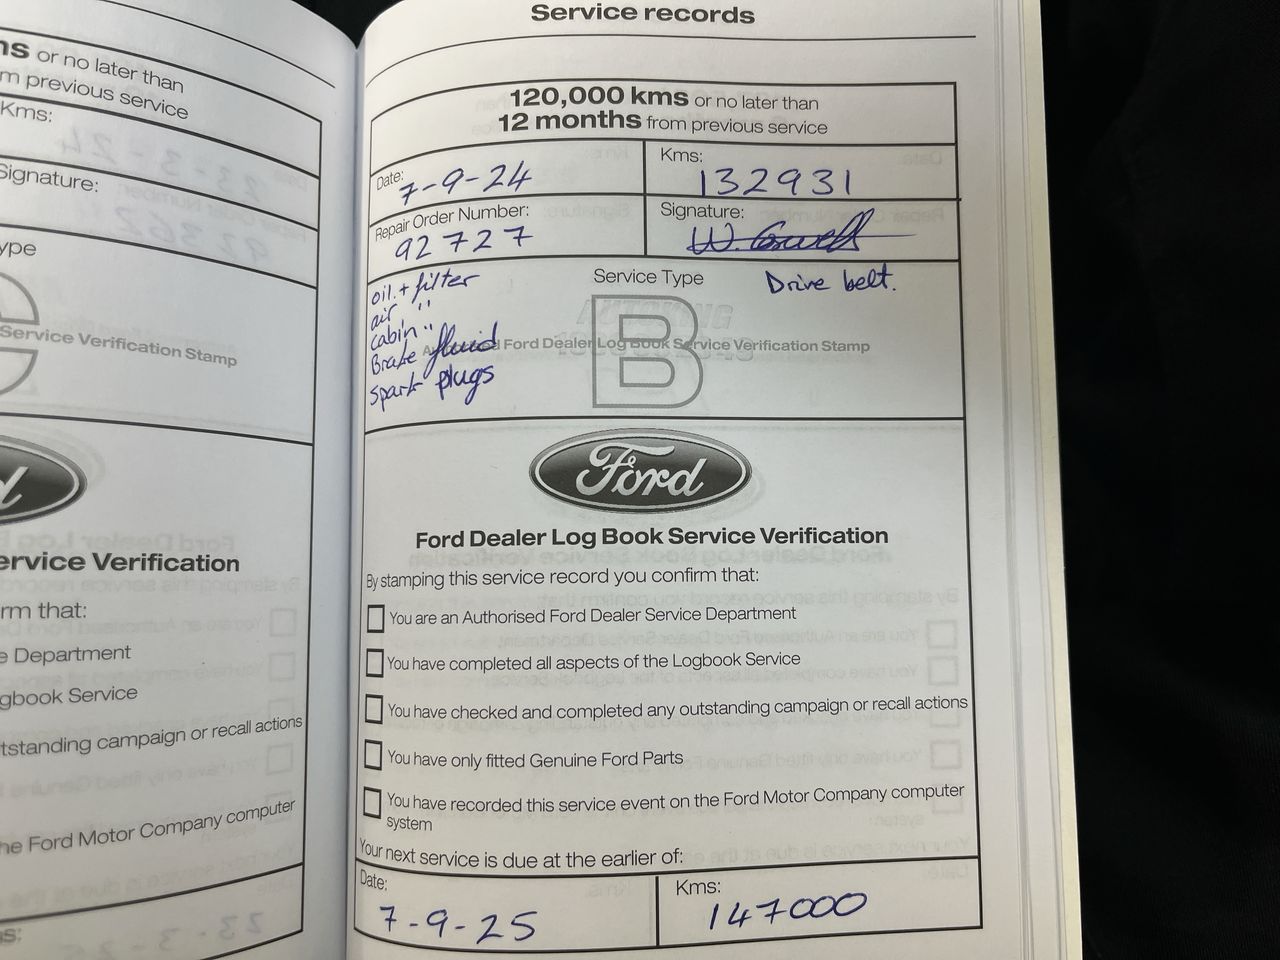 ns or no later than
m previous service
Kms:
Signature:
ype
Service Verification Stamp
ervice Verification
rm that:
e Department
gbook Service
tstanding campaign or recall actions
he Ford Motor Company computer
Service records
120,000 kms or no later than
12 months from previous service
Date: 7-9-24
Kms: 132931
Repair Order Number: 92727
Signature:
Service Type
Drive belt.
oil + filter
air "
cabin "
Brake fluid
spark plugs
B
Authorised Ford Dealer Log Book Service Verification Stamp
Ford
Ford Dealer Log Book Service Verification
By stamping this service record you confirm that:
You are an Authorised Ford Dealer Service Department
You have completed all aspects of the Logbook Service
You have checked and completed any outstanding campaign or recall actions
You have only fitted Genuine Ford Parts
You have recorded this service event on the Ford Motor Company computer
system
Your next service is due at the earlier of:
Date: 7-9-25
Kms: 147000